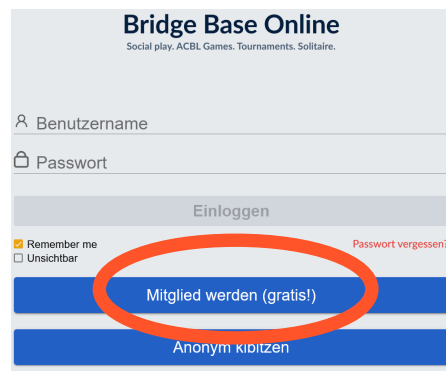 Bridge Base Online
Social play. ACBL Games. Tournaments. Solitaire.
Benutzername
Passwort
Einloggen
Remember me
Passwort vergessen?
Unsichtbar
Mitglied werden (gratis!)
Anonym kibitzen